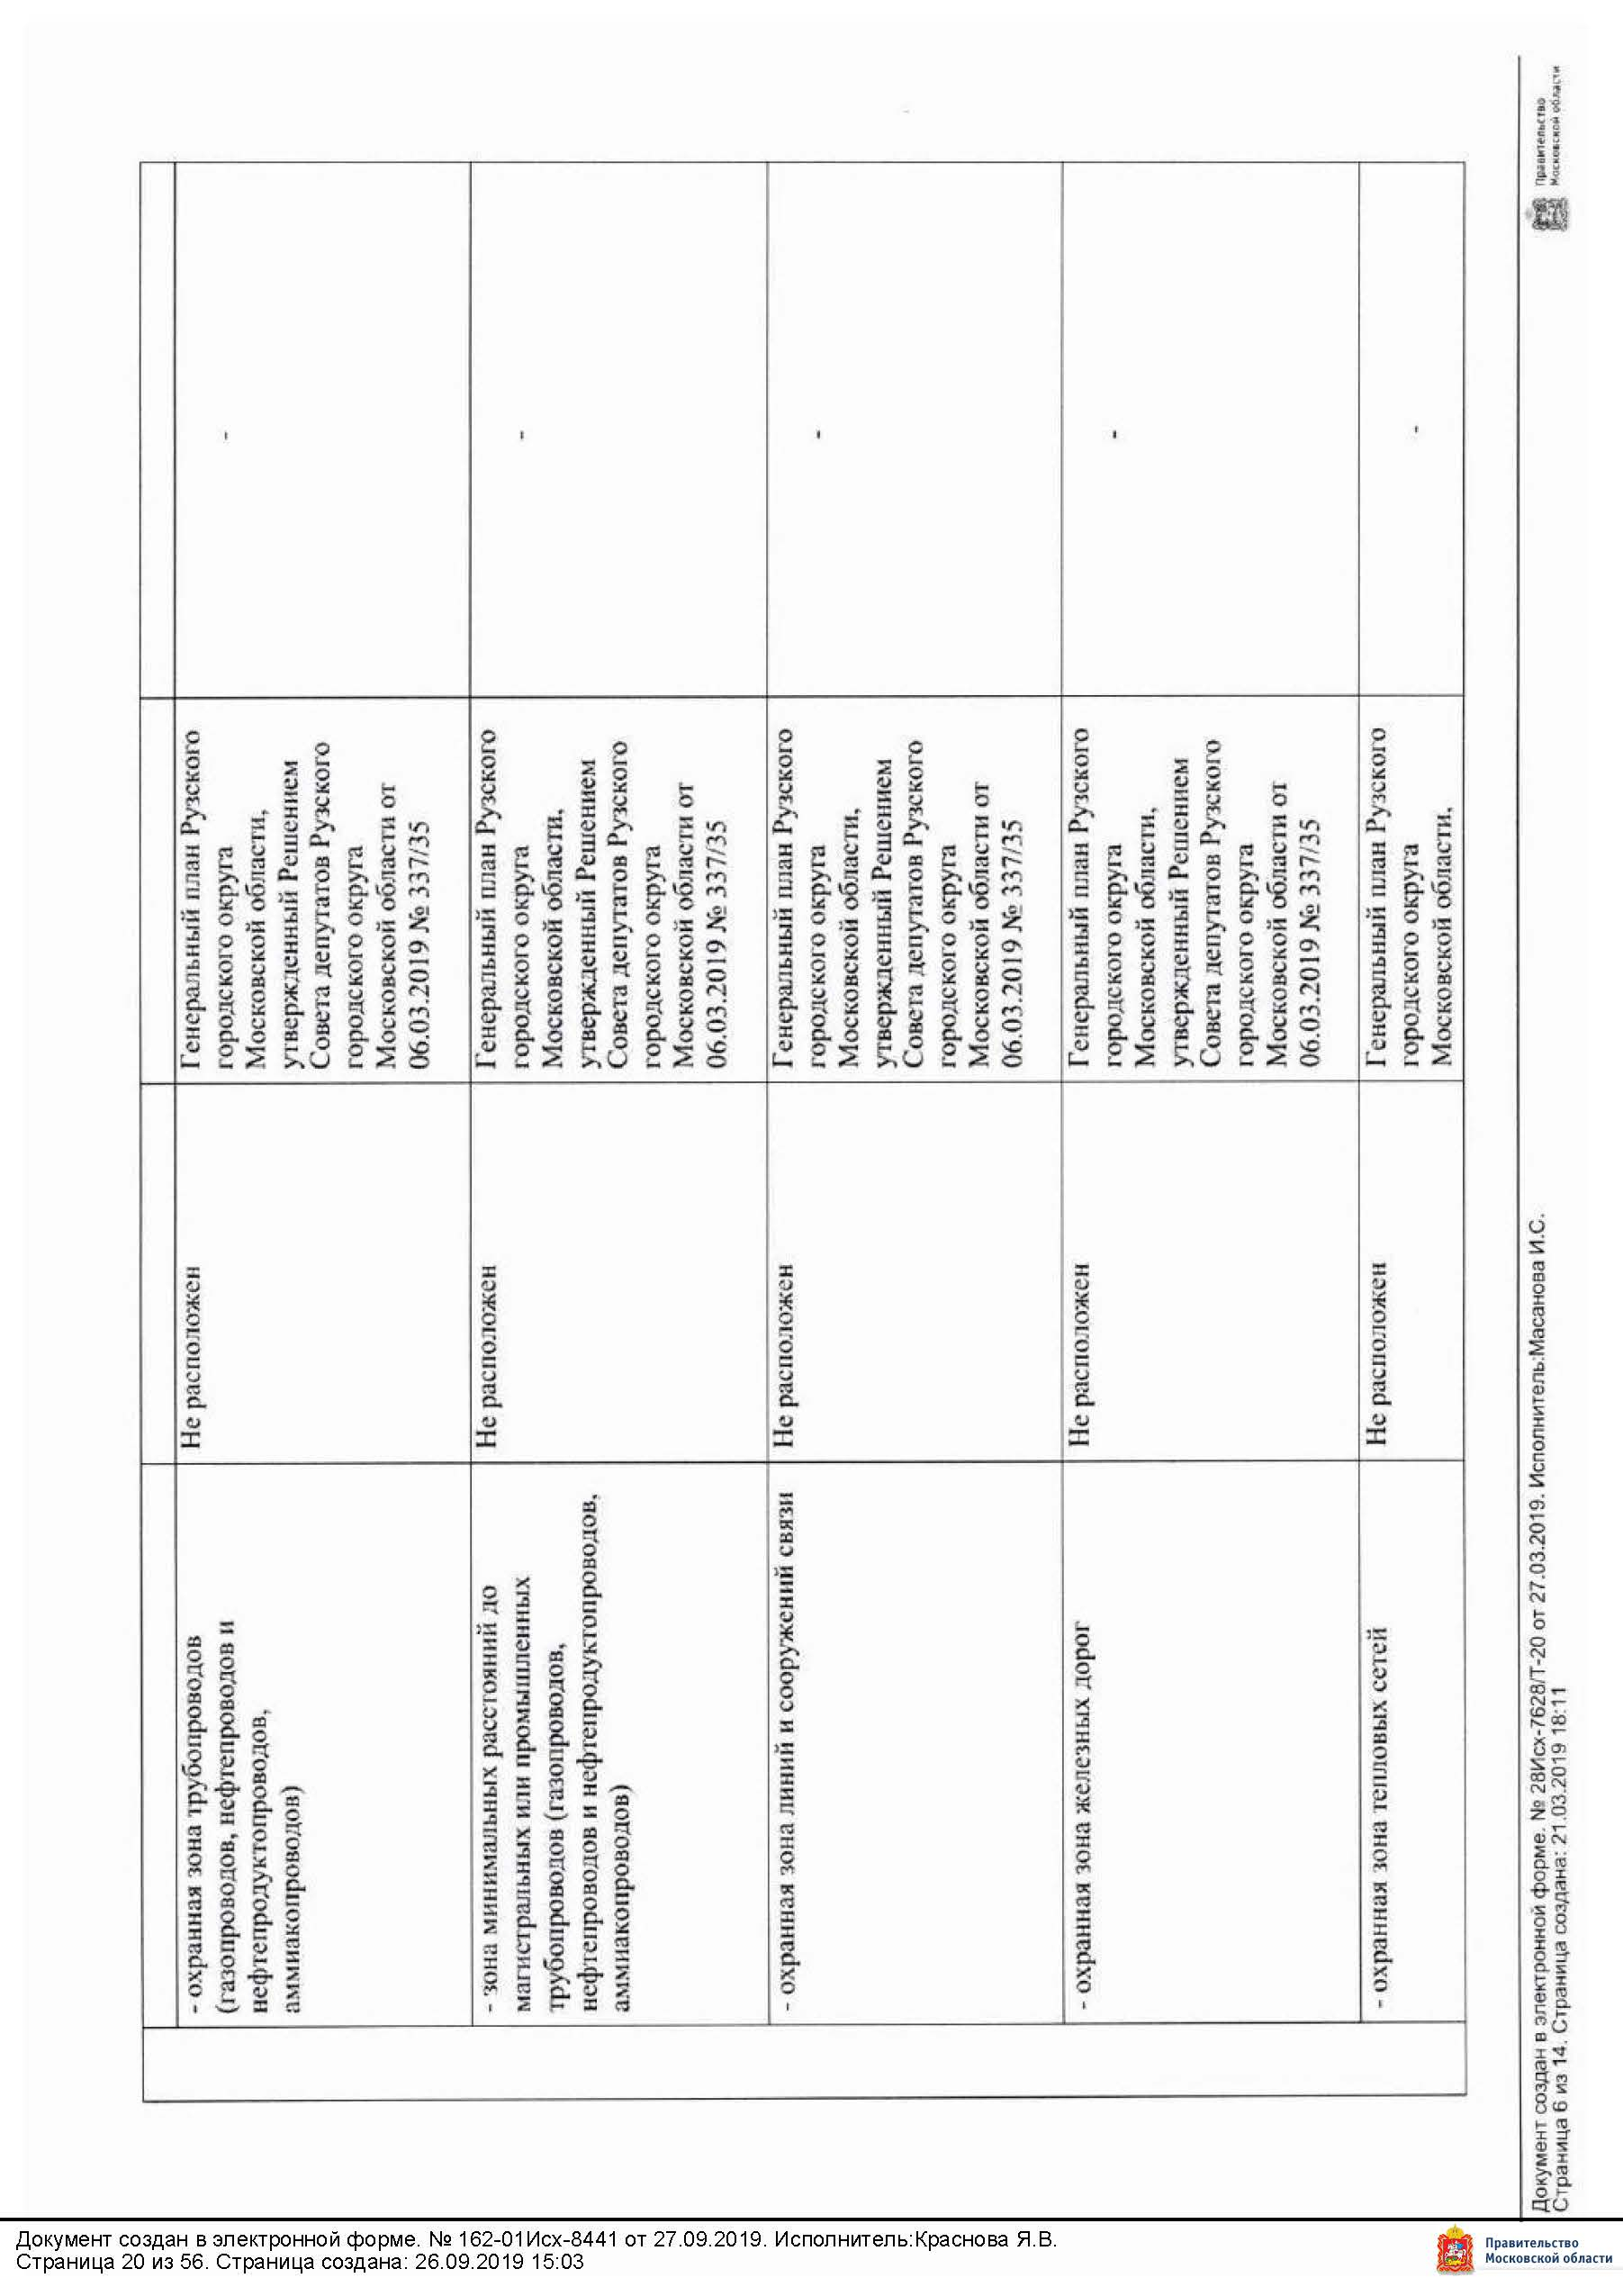 - охранная зона трубопроводов
(газопроводов, нефтепроводов и
нефтепродуктопроводов,
аммиакопроводов)
Не расположен
Генеральный план Рузского
городского округа
Московской области,
утвержденный Решением
Совета депутатов Рузского
городского округа
Московской области от
06.03.2019 № 337/35
-
- зона минимальных расстояний до
магистральных или промышленных
трубопроводов (газопроводов,
нефтепроводов и нефтепродуктопроводов,
аммиакопроводов)
Не расположен
Генеральный план Рузского
городского округа
Московской области,
утвержденный Решением
Совета депутатов Рузского
городского округа
Московской области от
06.03.2019 № 337/35
-
- охранная зона линий и сооружений связи
Не расположен
Генеральный план Рузского
городского округа
Московской области,
утвержденный Решением
Совета депутатов Рузского
городского округа
Московской области от
06.03.2019 № 337/35
-
- охранная зона железных дорог
Не расположен
Генеральный план Рузского
городского округа
Московской области,
утвержденный Решением
Совета депутатов Рузского
городского округа
Московской области от
06.03.2019 № 337/35
-
- охранная зона тепловых сетей
Не расположен
Генеральный план Рузского
городского округа
Московской области,
-
Документ создан в электронной форме. № 28Исх-7628/Т-20 от 27.03.2019. Исполнитель:Масанова И.С.
Страница 6 из 14. Страница создана: 21.03.2019 18:11
Правительство
Московской области
Документ создан в электронной форме. № 162-01Исх-8441 от 27.09.2019. Исполнитель:Краснова Я.В.
Страница 20 из 56. Страница создана: 26.09.2019 15:03
Правительство
Московской области